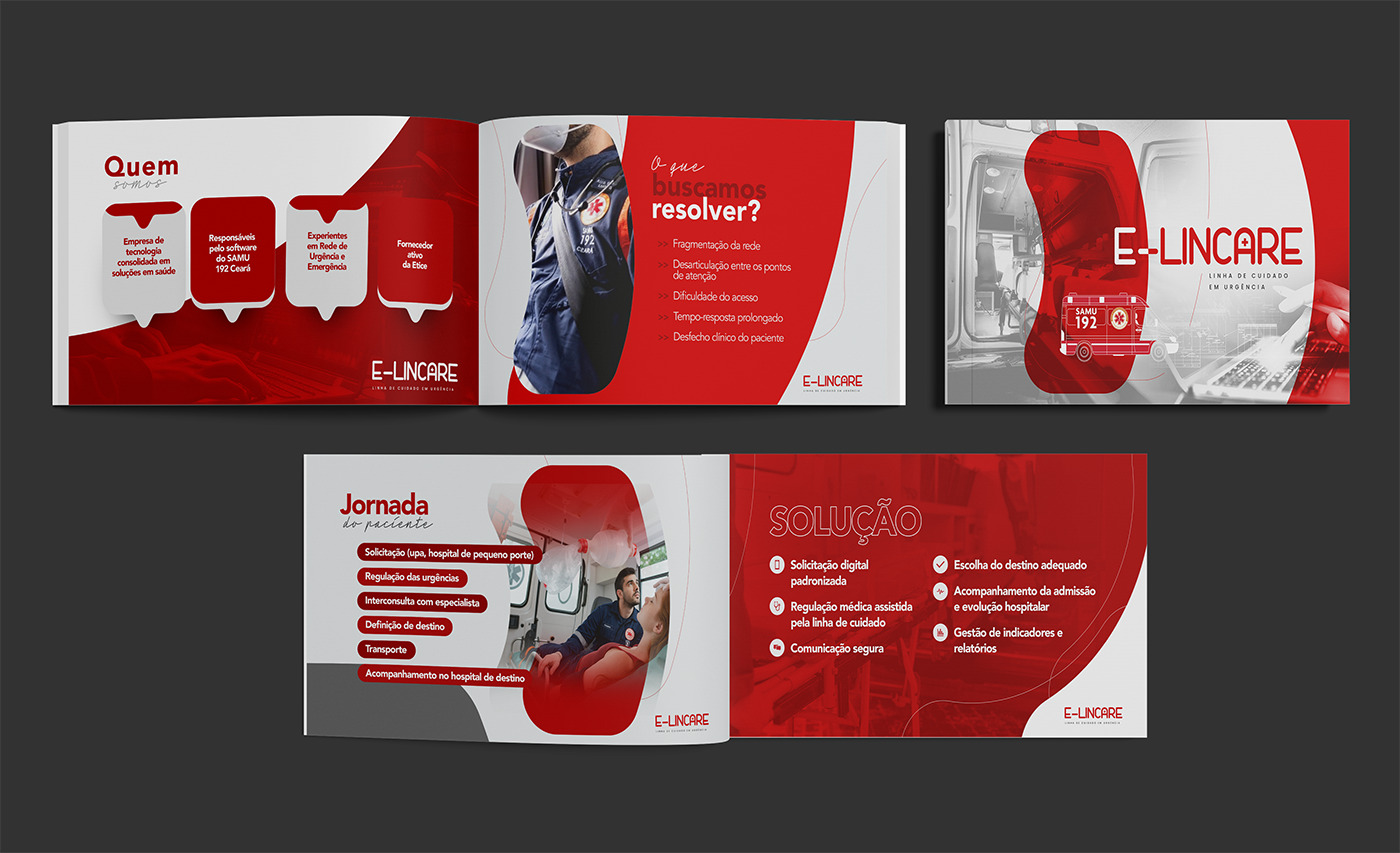 Quem
somos
Empresa de
tecnologia
consolidada em
soluções em saúde
Responsáveis
pelo software
do SAMU
192 Ceará
Experientes
em Rede de
Urgência e
Emergência
Fornecedor
ativo
da Etice
E-LINCARE
LINHA DE CUIDADO EM URGÊNCIA
SAMU
192
CEARÁ
O que
buscamos
resolver?
>> Fragmentação da rede
>> Desarticulação entre os pontos
de atenção
>> Dificuldade do acesso
>> Tempo-resposta prolongado
>> Desfecho clínico do paciente
E-LINCARE
LINHA DE CUIDADO EM URGÊNCIA
E-LINCARE
LINHA DE CUIDADO
EM URGÊNCIA
SAMU
192
Jornada
do paciente
Solicitação (upa, hospital de pequeno porte)
Regulação das urgências
Interconsulta com especialista
Definição de destino
Transporte
Acompanhamento no hospital de destino
E-LINCARE
LINHA DE CUIDADO EM URGÊNCIA
SOLUÇÃO
Solicitação digital
padronizada
Regulação médica assistida
pela linha de cuidado
Comunicação segura
Escolha do destino adequado
Acompanhamento da admissão
e evolução hospitalar
Gestão de indicadores e
relatórios
E-LINCARE
LINHA DE CUIDADO EM URGÊNCIA